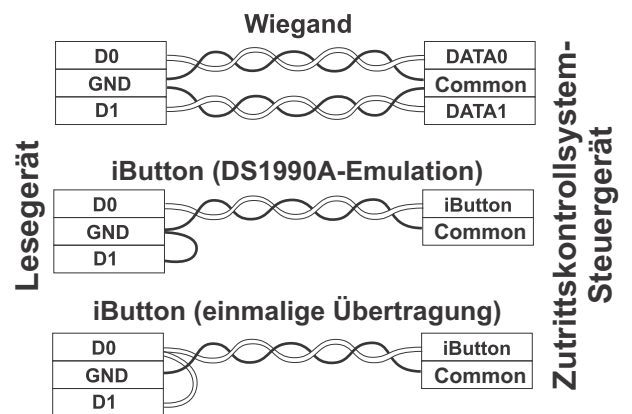 Wiegand
D0
GND
D1
DATA0
Common
DATA1
iButton (DS1990A-Emulation)
D0
GND
D1
iButton
Common
iButton (einmalige Übertragung)
D0
GND
D1
iButton
Common
Lesegerät
Zutrittskontrollsystem-
Steuergerät